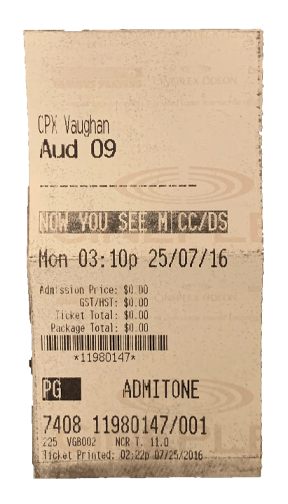 CPX Vaughan
Aud 09
NOW YOU SEE M CC/DS
Mon 03:10p 25/07/16
Admission Price: $0.00
GST/HST: $0.00
Ticket Total: $0.00
Package Total: $0.00
*11980147*
PG ADMITONE
7408 11980147/001
225 VGB002 NCR T. 11.0
Ticket Printed: 02:22p 07/25/2016